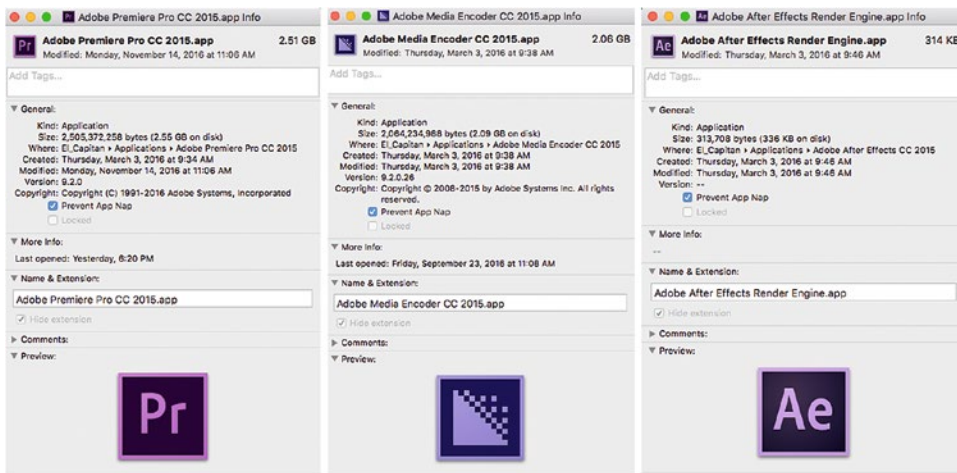 Adobe Premiere Pro CC 2015.app Info
Adobe Premiere Pro CC 2015.app 2.51 GB
Modified: Monday, November 14, 2016 at 11:06 AM
Add Tags...
General:
Kind: Application
Size: 2,505,372,258 bytes (2.55 GB on disk)
Where: El_Capitan ▸ Applications ▸ Adobe Premiere Pro CC 2015
Created: Thursday, March 3, 2016 at 9:34 AM
Modified: Monday, November 14, 2016 at 11:06 AM
Version: 9.2.0
Copyright: Copyright (C) 1991-2016 Adobe Systems, Incorporated
Prevent App Nap
Locked
More Info:
Last opened: Yesterday, 6:20 PM
Name & Extension:
Adobe Premiere Pro CC 2015.app
Hide extension
Comments:
Preview:
Pr
Adobe Media Encoder CC 2015.app Info
Adobe Media Encoder CC 2015.app 2.06 GB
Modified: Thursday, March 3, 2016 at 9:38 AM
Add Tags...
General:
Kind: Application
Size: 2,064,234,968 bytes (2.09 GB on disk)
Where: El_Capitan ▸ Applications ▸ Adobe Media Encoder CC 2015
Created: Thursday, March 3, 2016 at 9:38 AM
Modified: Thursday, March 3, 2016 at 9:38 AM
Version: 9.2.0.26
Copyright: Copyright © 2008-2015 by Adobe Systems Inc. All rights
reserved.
Prevent App Nap
Locked
More Info:
Last opened: Friday, September 23, 2016 at 11:08 AM
Name & Extension:
Adobe Media Encoder CC 2015.app
Hide extension
Comments:
Preview:
Adobe After Effects Render Engine.app Info
Adobe After Effects Render Engine.app 314 KB
Modified: Thursday, March 3, 2016 at 9:46 AM
Add Tags...
General:
Kind: Application
Size: 313,708 bytes (336 KB on disk)
Where: El_Capitan ▸ Applications ▸ Adobe After Effects CC 2015
Created: Thursday, March 3, 2016 at 9:46 AM
Modified: Thursday, March 3, 2016 at 9:46 AM
Version: --
Prevent App Nap
Locked
More Info:
--
Name & Extension:
Adobe After Effects Render Engine.app
Hide extension
Comments:
Preview:
Ae